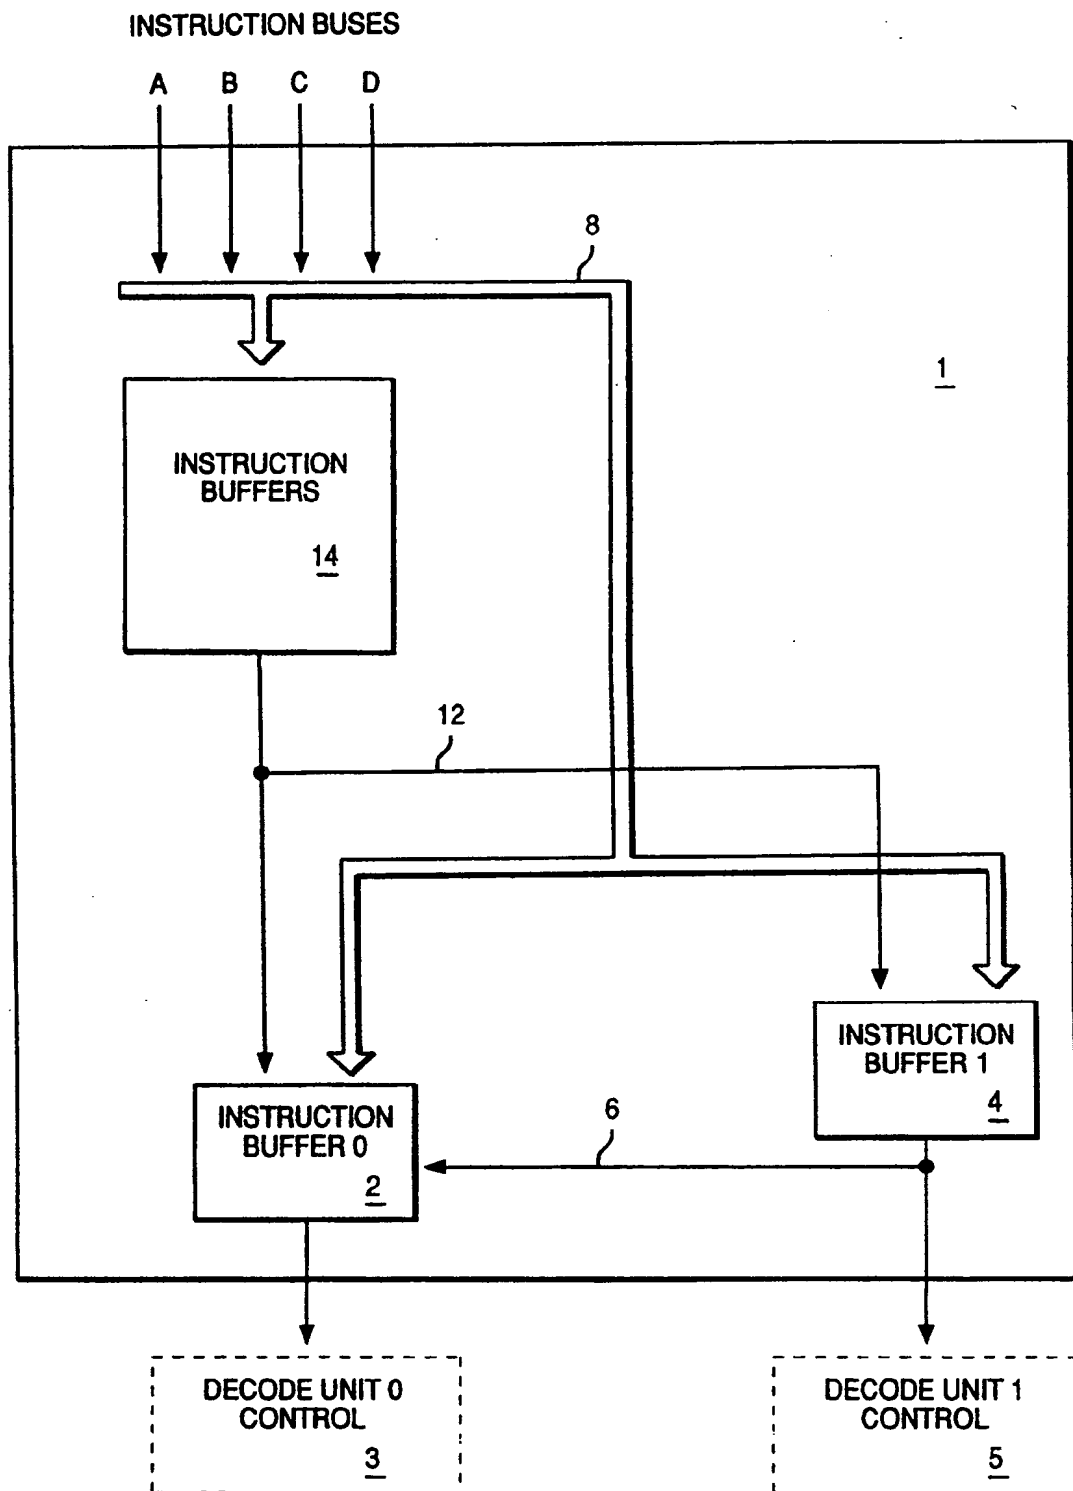 INSTRUCTION BUSES
A B C D
8
1
INSTRUCTION
BUFFERS
14
12
INSTRUCTION
BUFFER 1
4
INSTRUCTION
BUFFER 0
2
6
DECODE UNIT 0
CONTROL
3
DECODE UNIT 1
CONTROL
5